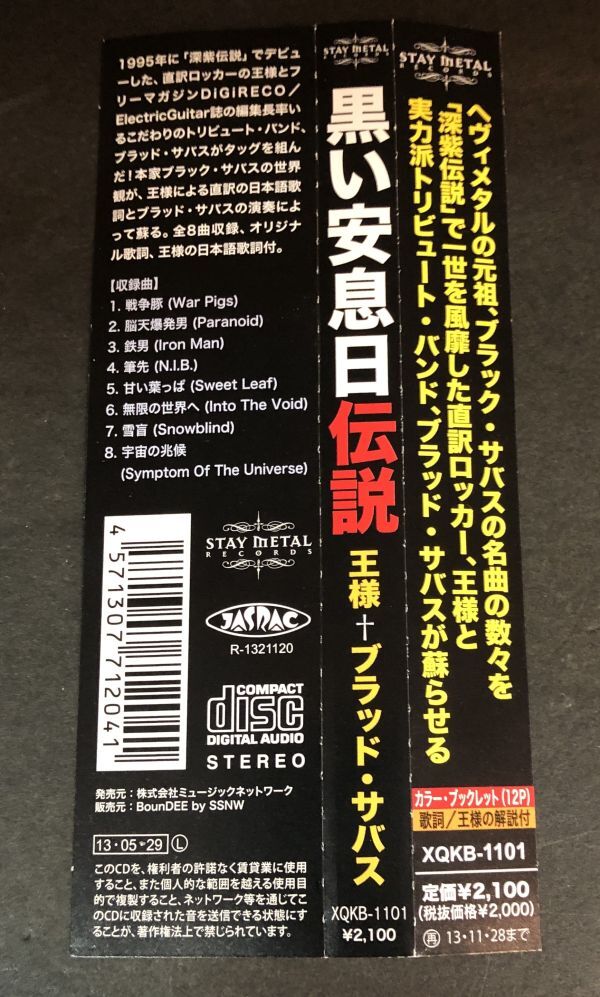 STAY METAL
RECORDS
ヘヴィメタルの元祖、ブラック・サバスの名曲の数々を
「深紫伝説」で一世を風靡した直訳ロッカー、王様と
実力派トリビュート・バンド、ブラッド・サバスが蘇らせる
カラー・ブックレット(12P)
歌詞/王様の解説付
XQKB-1101
定価¥2,100
(税抜価格¥2,000)
再 13・11・28まで
STAY METAL
RECORDS
黒い安息日伝説 王様†ブラッド・サバス
XQKB-1101
¥2,100
1995年に「深紫伝説」でデビュ
ーした、直訳ロッカーの王様とフ
リーマガジンDiGiRECO/
ElectricGuitar誌の編集長率い
るこだわりのトリビュート・バンド、
ブラッド・サバスがタッグを組ん
だ!本家ブラック・サバスの世界
観が、王様による直訳の日本語歌
詞とブラッド・サバスの演奏によ
って蘇る。全8曲収録、オリジナ
ル歌詞、王様の日本語歌詞付。
【収録曲】
1. 戦争豚 (War Pigs)
2. 脳天爆発男 (Paranoid)
3. 鉄男 (Iron Man)
4. 筆先 (N.I.B.)
5. 甘い葉っぱ (Sweet Leaf)
6. 無限の世界へ (Into The Void)
7. 雪盲 (Snowblind)
8. 宇宙の兆候
(Symptom Of The Universe)
4 571307 712041
STAY METAL
RECORDS
JASRAC
R-1321120
COMPACT
disc
DIGITAL AUDIO
STEREO
発売元:株式会社ミュージックネットワーク
販売元:BounDEE by SSNW
13・05・29 L
このCDを、権利者の許諾なく賃貸業に使用
すること、また個人的な範囲を越える使用目
的で複製すること、ネットワーク等を通じてこ
のCDに収録された音を送信できる状態にす
ることが、著作権法上で禁じられています。